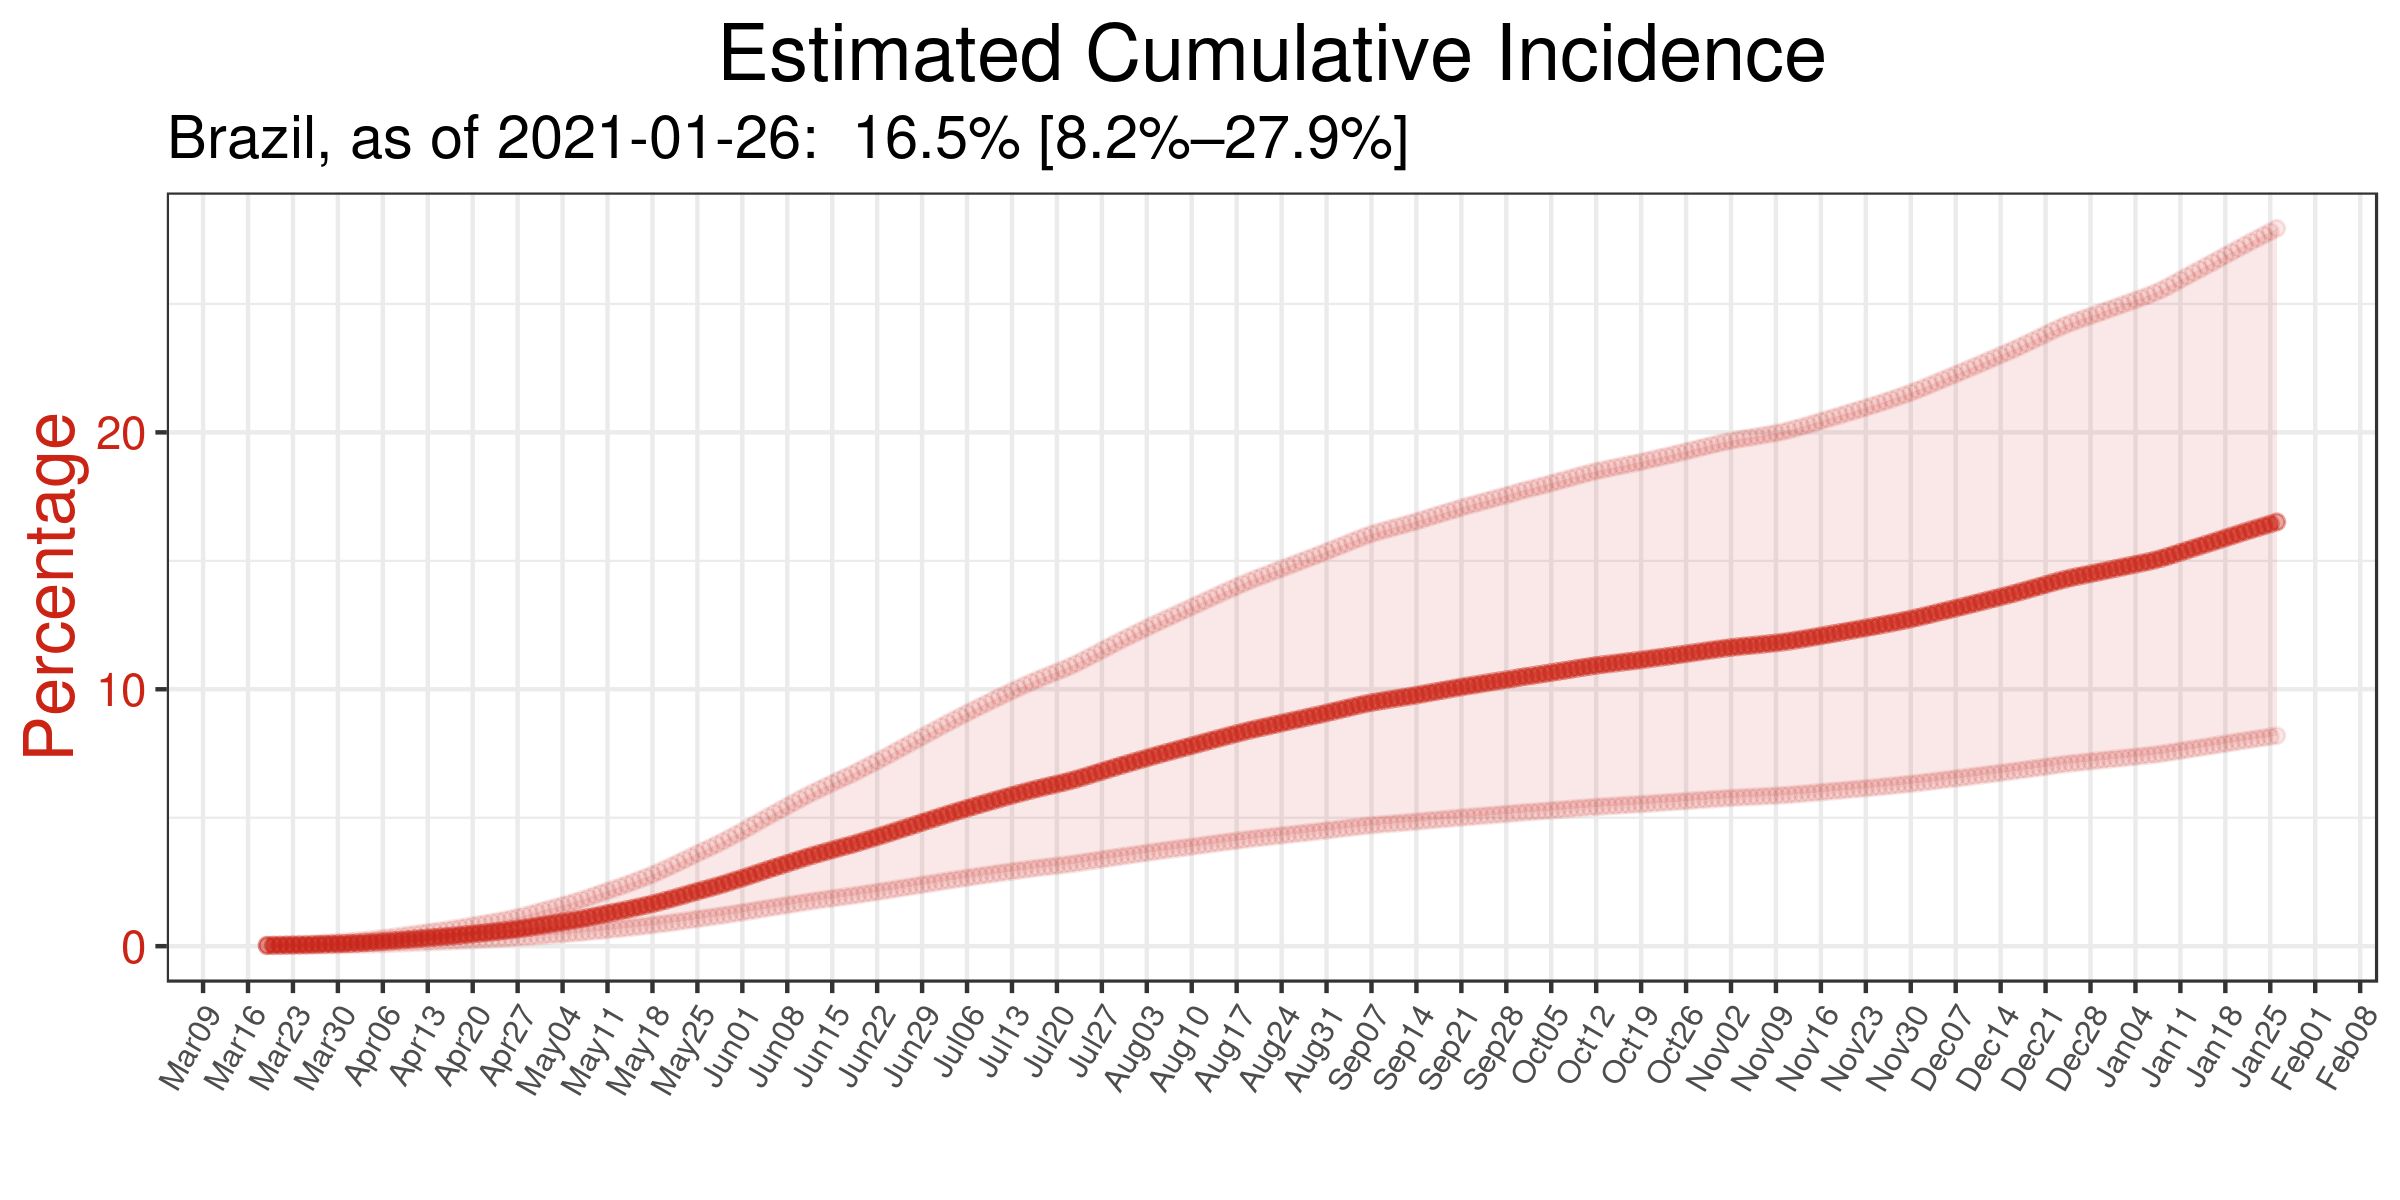 Estimated Cumulative Incidence
Brazil, as of 2021-01-26:  16.5% [8.2%–27.9%]
Percentage
20
10
0
Mar09
Mar16
Mar23
Mar30
Apr06
Apr13
Apr20
Apr27
May04
May11
May18
May25
Jun01
Jun08
Jun15
Jun22
Jun29
Jul06
Jul13
Jul20
Jul27
Aug03
Aug10
Aug17
Aug24
Aug31
Sep07
Sep14
Sep21
Sep28
Oct05
Oct12
Oct19
Oct26
Nov02
Nov09
Nov16
Nov23
Nov30
Dec07
Dec14
Dec21
Dec28
Jan04
Jan11
Jan18
Jan25
Feb01
Feb08